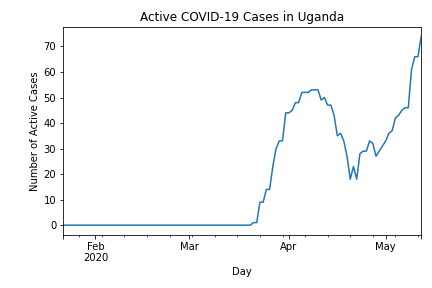 Active COVID-19 Cases in Uganda
Number of Active Cases
70
60
50
40
30
20
10
0
Feb
2020
Mar
Apr
May
Day